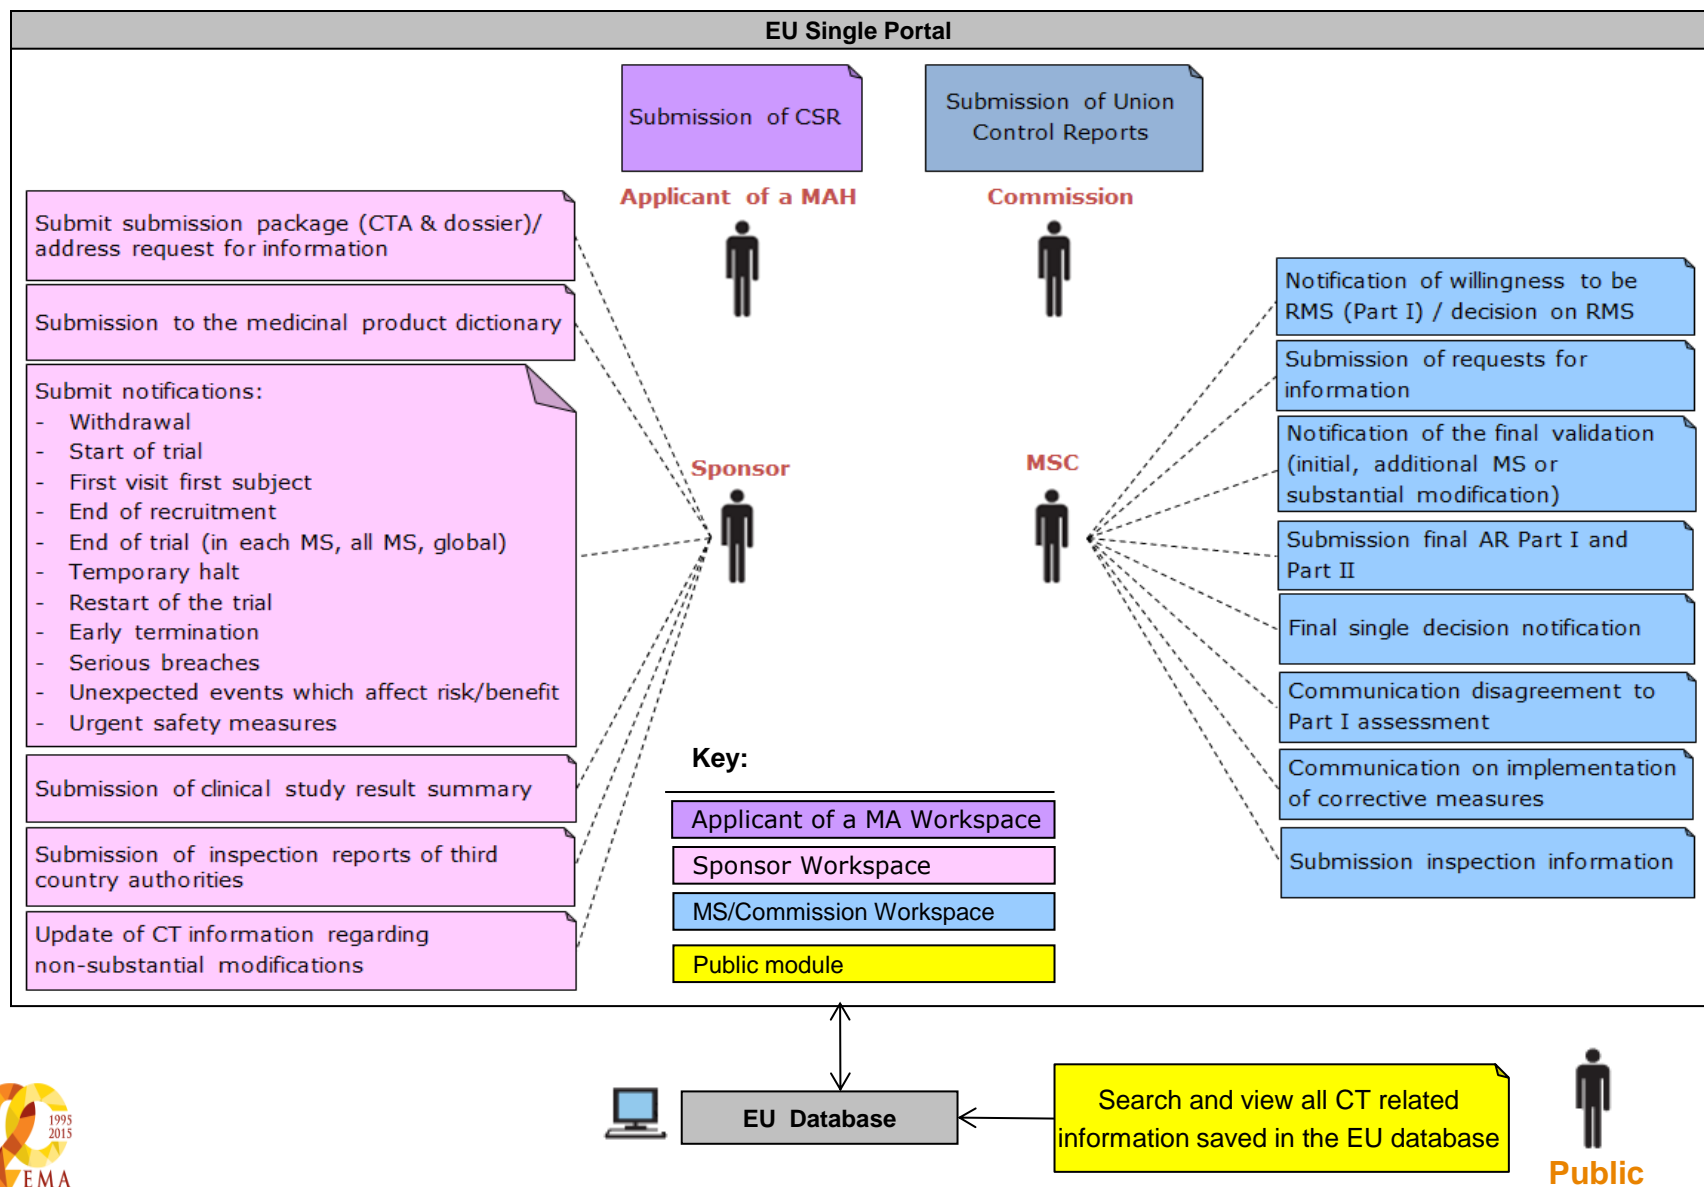 EU Single Portal
Submission of CSR
Submission of Union
Control Reports
Applicant of a MAH
Commission
Submit submission package (CTA & dossier)/
address request for information
Submission to the medicinal product dictionary
Submit notifications:
- Withdrawal
- Start of trial
- First visit first subject
- End of recruitment
- End of trial (in each MS, all MS, global)
- Temporary halt
- Restart of the trial
- Early termination
- Serious breaches
- Unexpected events which affect risk/benefit
- Urgent safety measures
Submission of clinical study result summary
Submission of inspection reports of third
country authorities
Update of CT information regarding
non-substantial modifications
Sponsor
MSC
Notification of willingness to be
RMS (Part I) / decision on RMS
Submission of requests for
information
Notification of the final validation
(initial, additional MS or
substantial modification)
Submission final AR Part I and
Part II
Final single decision notification
Communication disagreement to
Part I assessment
Communication on implementation
of corrective measures
Submission inspection information
Key:
Applicant of a MA Workspace
Sponsor Workspace
MS/Commission Workspace
Public module
EU Database
Search and view all CT related
information saved in the EU database
Public
1995
2015
EMA